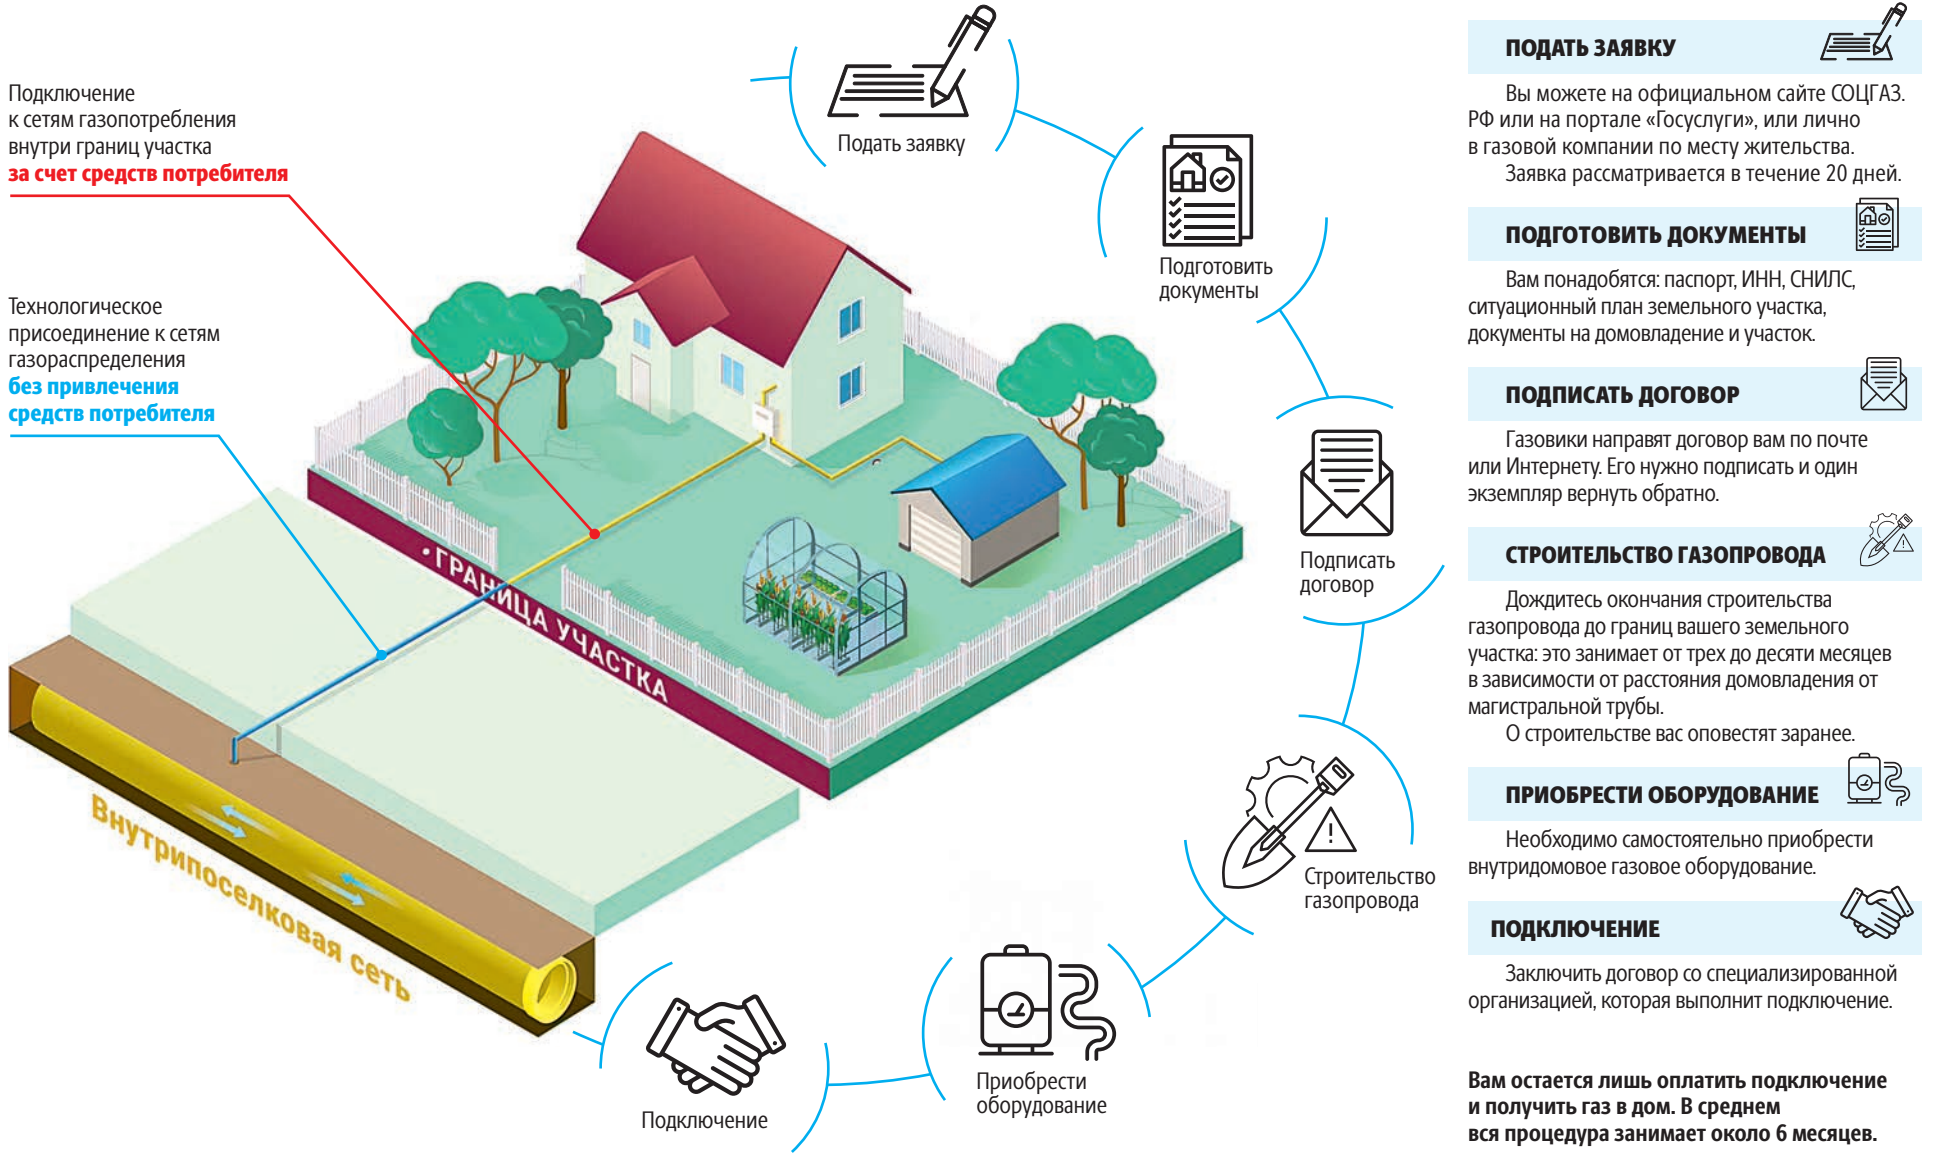 Подключение
к сетям газопотребления
внутри границ участка
за счет средств потребителя
Технологическое
присоединение к сетям
газораспределения
без привлечения
средств потребителя
• ГРАНИЦА УЧАСТКА
Внутрипоселковая сеть
Подать заявку
Подготовить
документы
Подписать
договор
Строительство
газопровода
Приобрести
оборудование
Подключение
ПОДАТЬ ЗАЯВКУ
Вы можете на официальном сайте СОЦГАЗ.
РФ или на портале «Госуслуги», или лично
в газовой компании по месту жительства.
Заявка рассматривается в течение 20 дней.
ПОДГОТОВИТЬ ДОКУМЕНТЫ
Вам понадобятся: паспорт, ИНН, СНИЛС,
ситуационный план земельного участка,
документы на домовладение и участок.
ПОДПИСАТЬ ДОГОВОР
Газовики направят договор вам по почте
или Интернету. Его нужно подписать и один
экземпляр вернуть обратно.
СТРОИТЕЛЬСТВО ГАЗОПРОВОДА
Дождитесь окончания строительства
газопровода до границ вашего земельного
участка: это занимает от трех до десяти месяцев
в зависимости от расстояния домовладения от
магистральной трубы.
О строительстве вас оповестят заранее.
ПРИОБРЕСТИ ОБОРУДОВАНИЕ
Необходимо самостоятельно приобрести
внутридомовое газовое оборудование.
ПОДКЛЮЧЕНИЕ
Заключить договор со специализированной
организацией, которая выполнит подключение.
Вам остается лишь оплатить подключение
и получить газ в дом. В среднем
вся процедура занимает около 6 месяцев.